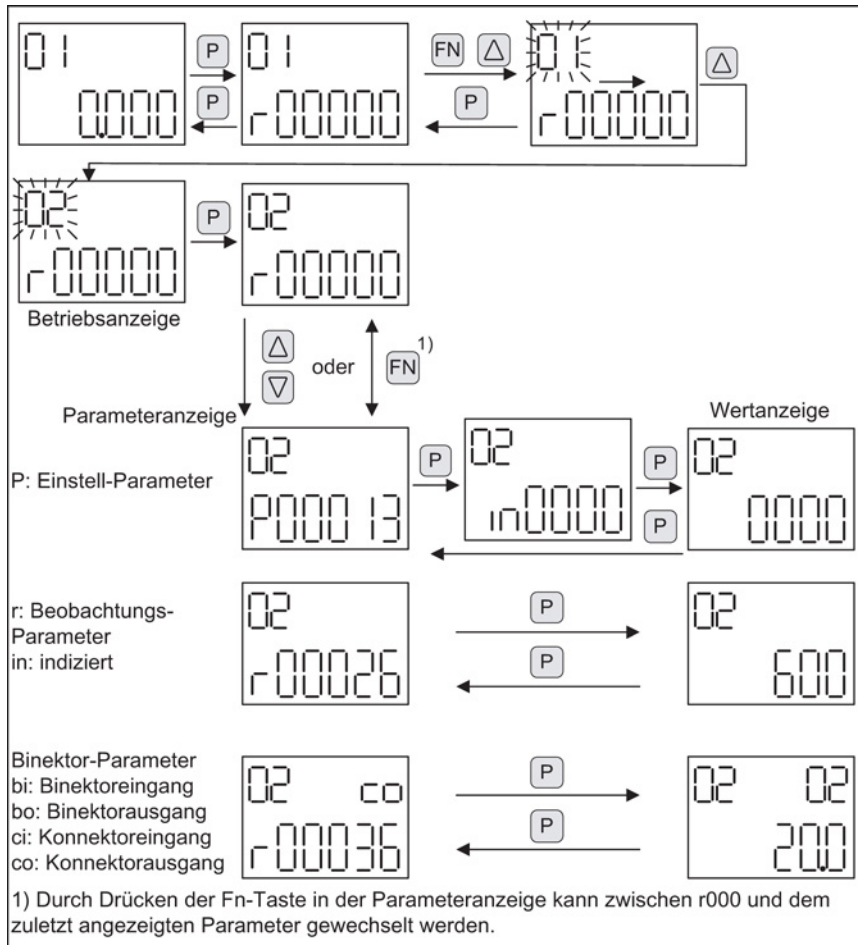 01
0.000
P
P
01
r00000
FN
P
01
r00000
02
r00000
P
02
r00000
Betriebsanzeige
oder
FN
1)
Parameteranzeige
Wertanzeige
P: Einstell-Parameter
02
P00013
P
02
in0000
P
P
02
0000
r: Beobachtungs-
Parameter
in: indiziert
02
r00026
P
P
02
600
Binektor-Parameter
bi: Binektoreingang
bo: Binektorausgang
ci: Konnektoreingang
co: Konnektorausgang
02 co
r00036
P
P
02 02
20.0
1) Durch Drücken der Fn-Taste in der Parameteranzeige kann zwischen r000 und dem
zuletzt angezeigten Parameter gewechselt werden.